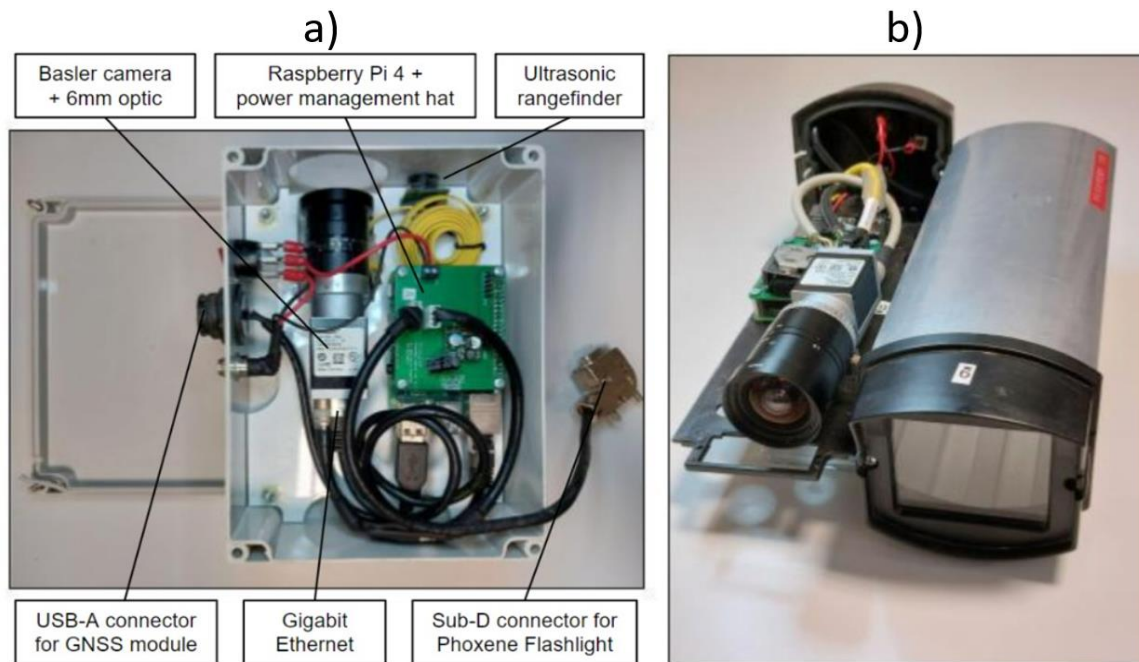 a)
b)
Basler camera
+ 6mm optic
Raspberry Pi 4 +
power management hat
Ultrasonic
rangefinder
USB-A connector
for GNSS module
Gigabit
Ethernet
Sub-D connector for
Phoxene Flashlight